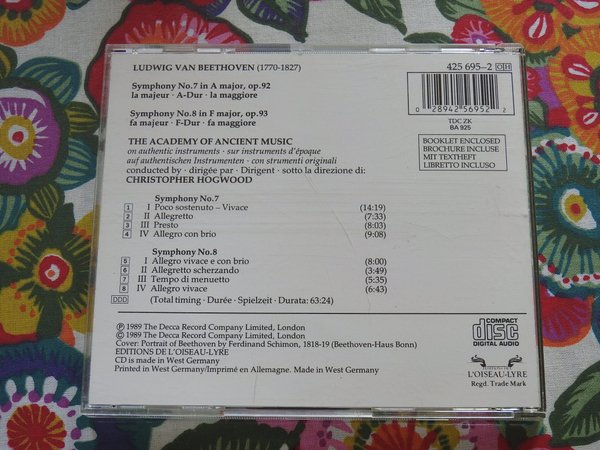 LUDWIG VAN BEETHOVEN (1770-1827)
425 695-2 OH
Symphony No.7 in A major, op.92
la majeur · A-Dur · la maggiore
Symphony No.8 in F major, op.93
fa majeur · F-Dur · fa maggiore
0 28942 56952 2
TDC ZK
BA 925
THE ACADEMY OF ANCIENT MUSIC
on authentic instruments · sur instruments d'époque
auf authentischen Instrumenten · con strumenti originali
conducted by · dirigée par · Dirigent · sotto la direzione di:
CHRISTOPHER HOGWOOD
BOOKLET ENCLOSED
BROCHURE INCLUSE
MIT TEXTHEFT
LIBRETTO INCLUSO
Symphony No.7
1 I Poco sostenuto – Vivace (14:19)
2 II Allegretto (7:33)
3 III Presto (8:03)
4 IV Allegro con brio (9:08)
Symphony No.8
5 I Allegro vivace e con brio (8:00)
6 II Allegretto scherzando (3:49)
7 III Tempo di menuetto (5:35)
8 IV Allegro vivace (6:43)
DDD (Total timing · Durée · Spielzeit · Durata: 63:24)
℗ 1989 The Decca Record Company Limited, London
© 1989 The Decca Record Company Limited, London
Cover: Portrait of Beethoven by Ferdinand Schimon, 1818-19 (Beethoven-Haus Bonn)
EDITIONS DE L'OISEAU-LYRE
CD is made in West Germany
Printed in West Germany/Imprimé en Allemagne. Made in West Germany
COMPACT
disc
DIGITAL AUDIO
L'OISEAU-LYRE
Regd. Trade Mark